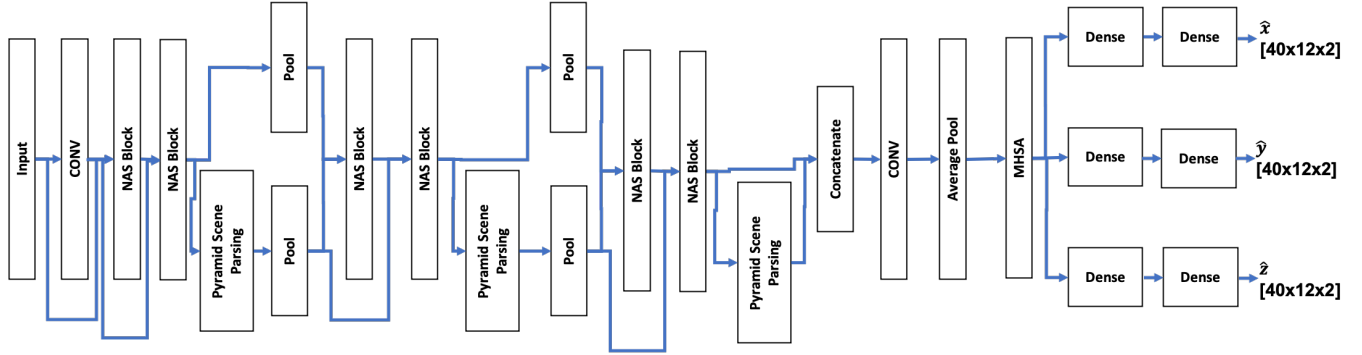 Input
CONV
NAS Block
NAS Block
Pool
Pyramid Scene
Parsing
Pool
NAS Block
NAS Block
Pool
Pyramid Scene
Parsing
Pool
NAS Block
NAS Block
Pyramid Scene
Parsing
Concatenate
CONV
Average Pool
MHSA
Dense
Dense
x̂
[40x12x2]
Dense
Dense
ŷ
[40x12x2]
Dense
Dense
ẑ
[40x12x2]